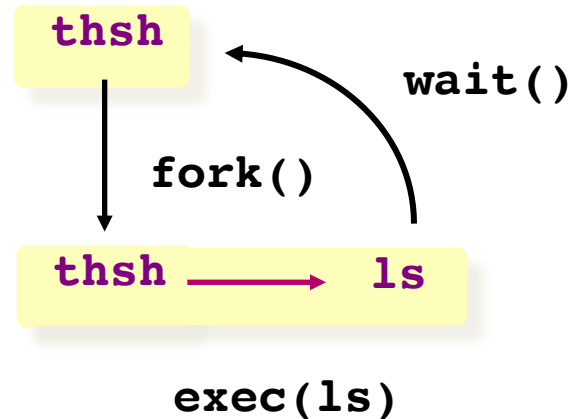 thsh
wait()
fork()
thsh ls
exec(ls)